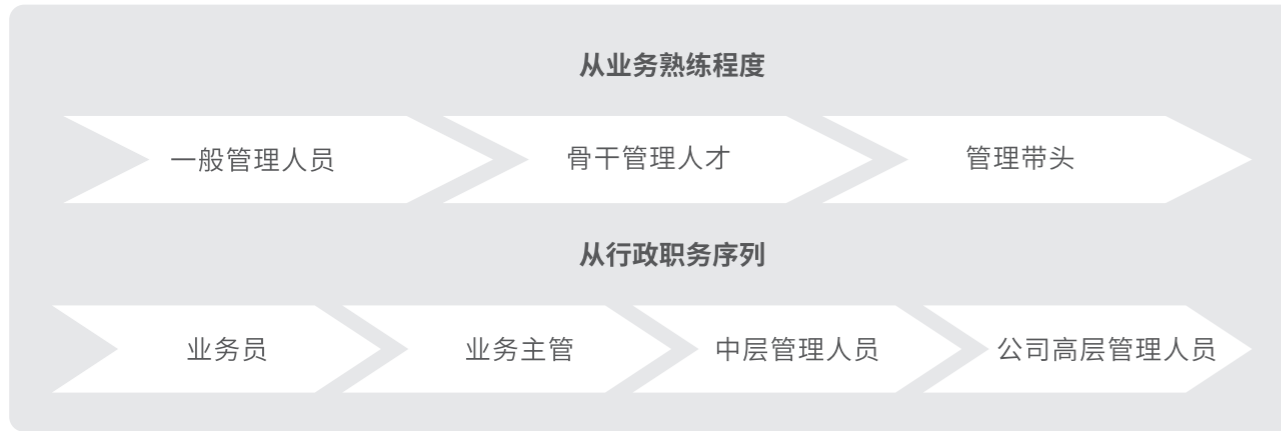 从业务熟练程度
一般管理人员
骨干管理人才
管理带头
从行政职务序列
业务员
业务主管
中层管理人员
公司高层管理人员